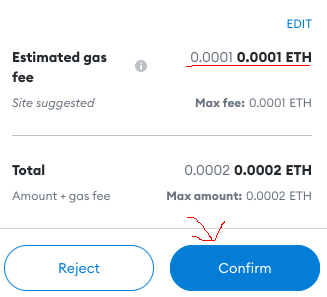 EDIT
Estimated gas fee 0.0001 0.0001 ETH
Site suggested Max fee: 0.0001 ETH
Total 0.0002 0.0002 ETH
Amount + gas fee Max amount: 0.0002 ETH
Reject Confirm